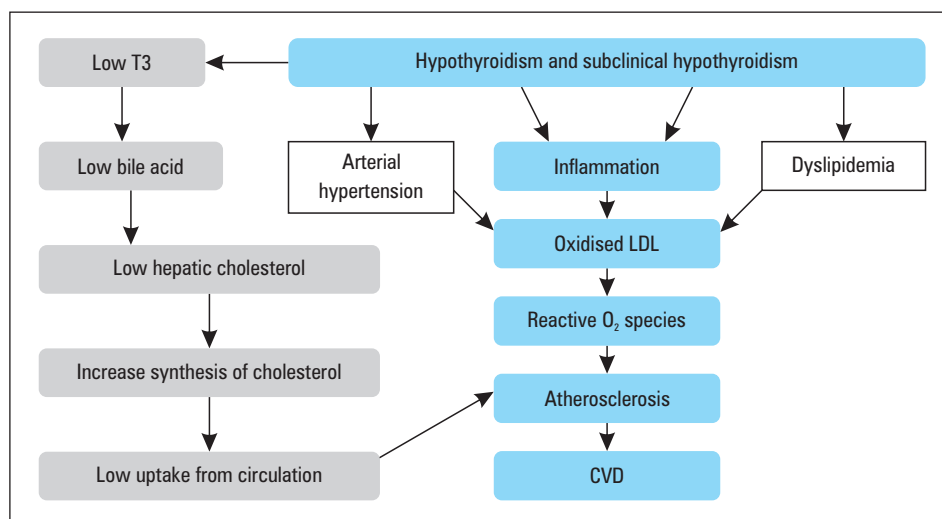 Low T3
Hypothyroidism and subclinical hypothyroidism
Low bile acid
Arterial
hypertension
Inflammation
Dyslipidemia
Low hepatic cholesterol
Oxidised LDL
Reactive O₂ species
Increase synthesis of cholesterol
Atherosclerosis
Low uptake from circulation
CVD